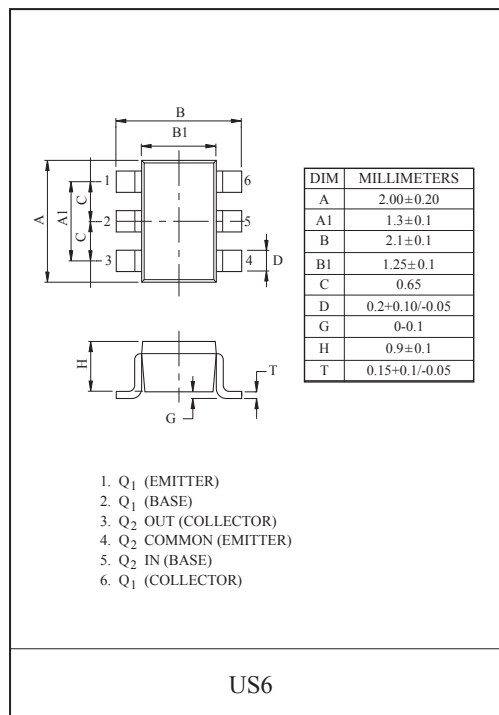 B
B1
1
6
A
A1
C
2
5
C
3
4
D
H
T
G
DIM MILLIMETERS
A 2.00±0.20
A1 1.3±0.1
B 2.1±0.1
B1 1.25±0.1
C 0.65
D 0.2+0.10/-0.05
G 0-0.1
H 0.9±0.1
T 0.15+0.1/-0.05
1. Q1 (EMITTER)
2. Q1 (BASE)
3. Q2 OUT (COLLECTOR)
4. Q2 COMMON (EMITTER)
5. Q2 IN (BASE)
6. Q1 (COLLECTOR)
US6